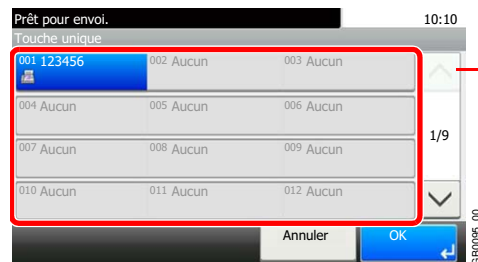 Prêt pour envoi. 10:10
Touche unique
001 123456 002 Aucun 003 Aucun
004 Aucun 005 Aucun 006 Aucun
1/9
007 Aucun 008 Aucun 009 Aucun
010 Aucun 011 Aucun 012 Aucun
Annuler OK
GB0095_00